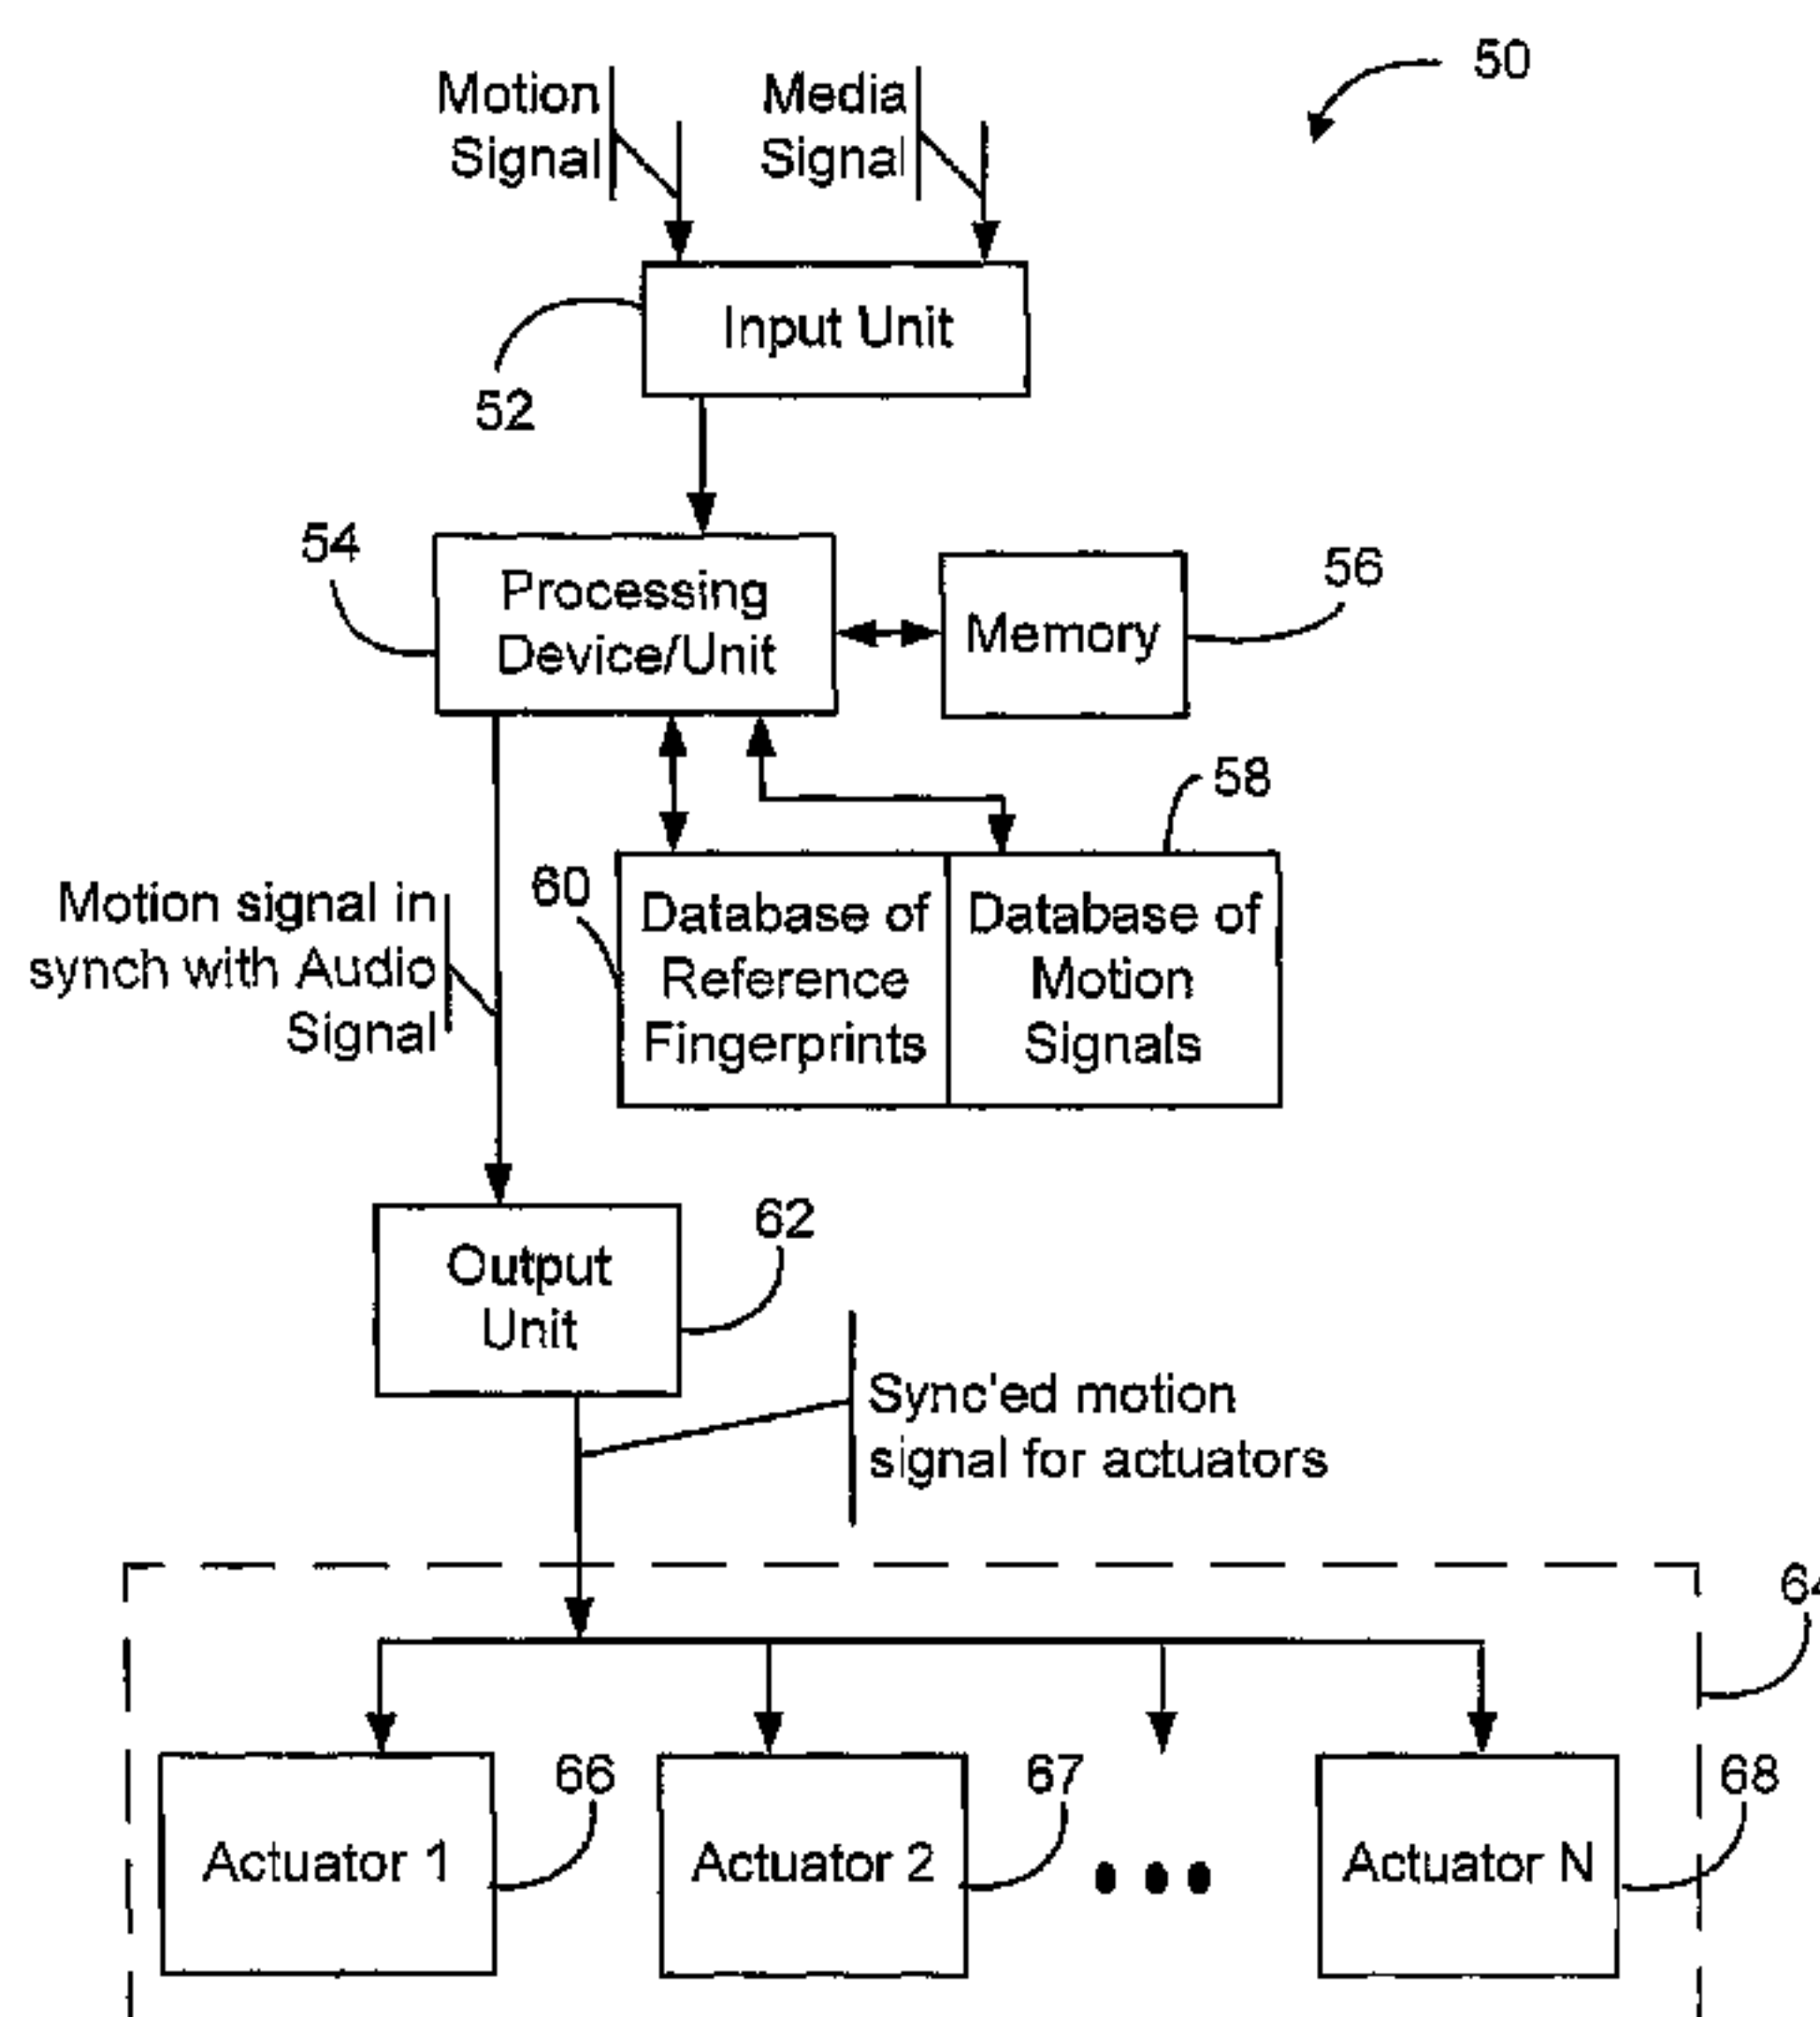 50
Motion
Signal
Media
Signal
Input Unit
52
54
Processing
Device/Unit
Memory
56
58
60
Database of
Reference
Fingerprints
Database of
Motion
Signals
Motion signal in
synch with Audio
Signal
Output
Unit
62
Sync'ed motion
signal for actuators
64
Actuator 1
66
Actuator 2
67
Actuator N
68